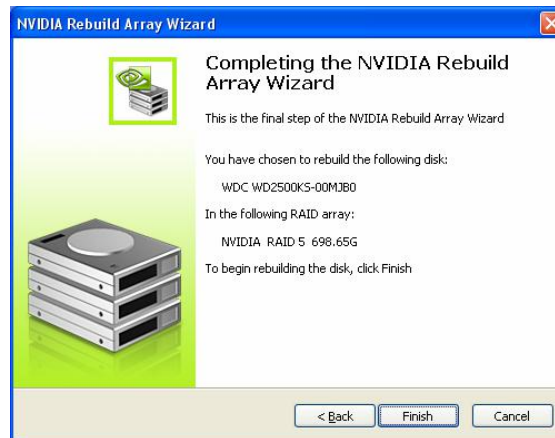 NVIDIA Rebuild Array Wizard
Completing the NVIDIA Rebuild
Array Wizard
This is the final step of the NVIDIA Rebuild Array Wizard
You have chosen to rebuild the following disk:
WDC WD2500KS-00MJB0
In the following RAID array:
NVIDIA RAID 5 698.65G
To begin rebuilding the disk, click Finish
< Back
Finish
Cancel